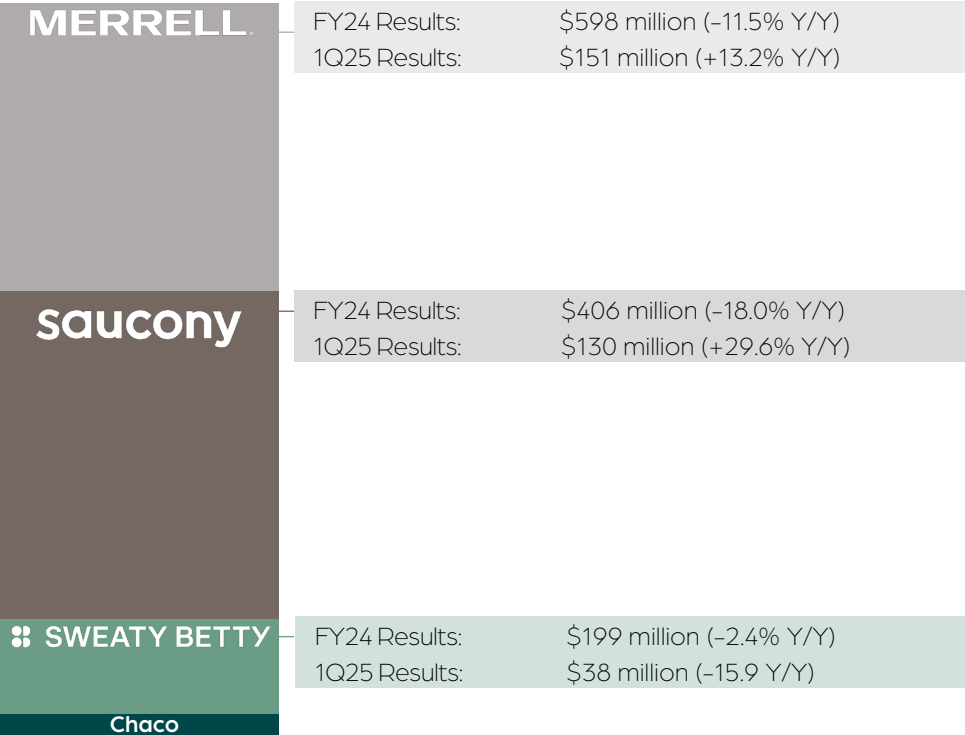 MERRELL
FY24 Results: $598 million (-11.5% Y/Y)
1Q25 Results: $151 million (+13.2% Y/Y)
saucony
FY24 Results: $406 million (-18.0% Y/Y)
1Q25 Results: $130 million (+29.6% Y/Y)
SWEATY BETTY
FY24 Results: $199 million (-2.4% Y/Y)
1Q25 Results: $38 million (-15.9 Y/Y)
Chaco